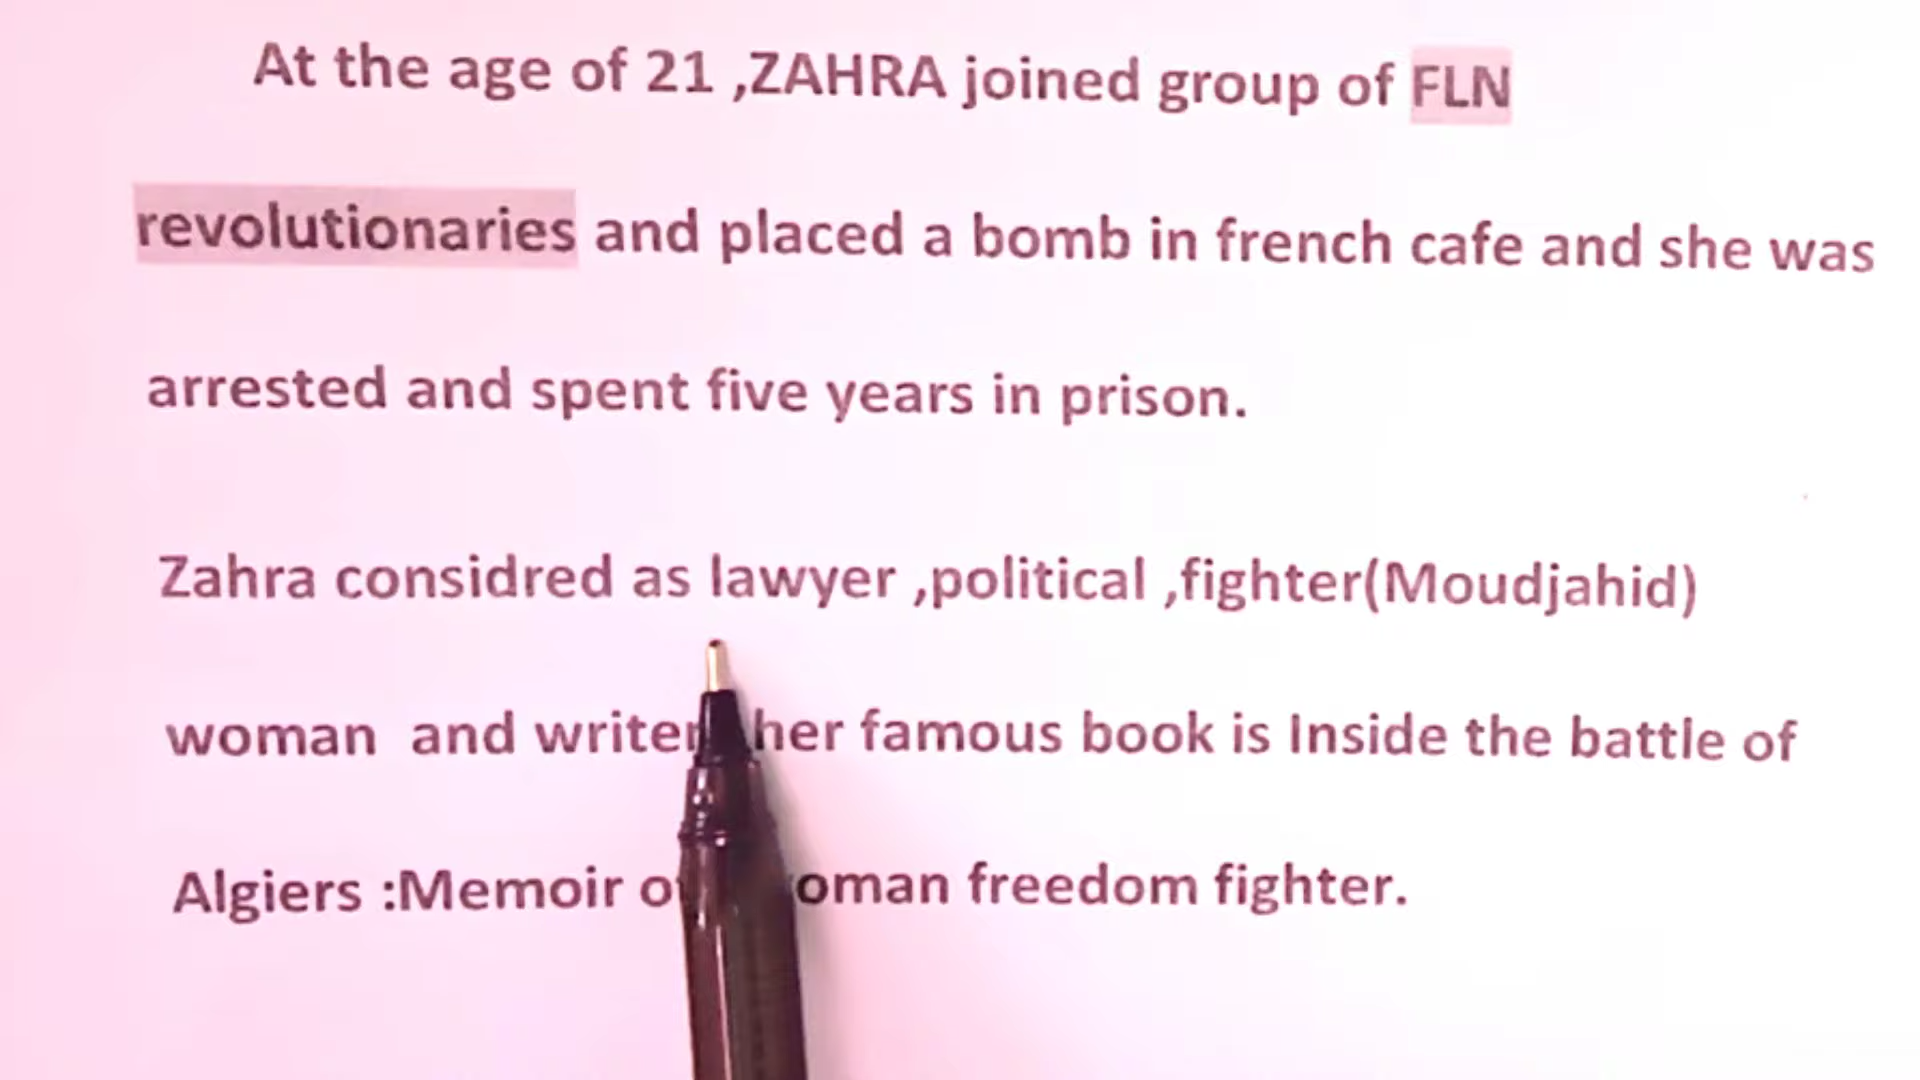 At the age of 21 ,ZAHRA joined group of FLN
revolutionaries and placed a bomb in french cafe and she was
arrested and spent five years in prison.
Zahra considred as lawyer ,political ,fighter(Moudjahid)
woman and writer her famous book is Inside the battle of
Algiers :Memoir freedom fighter.